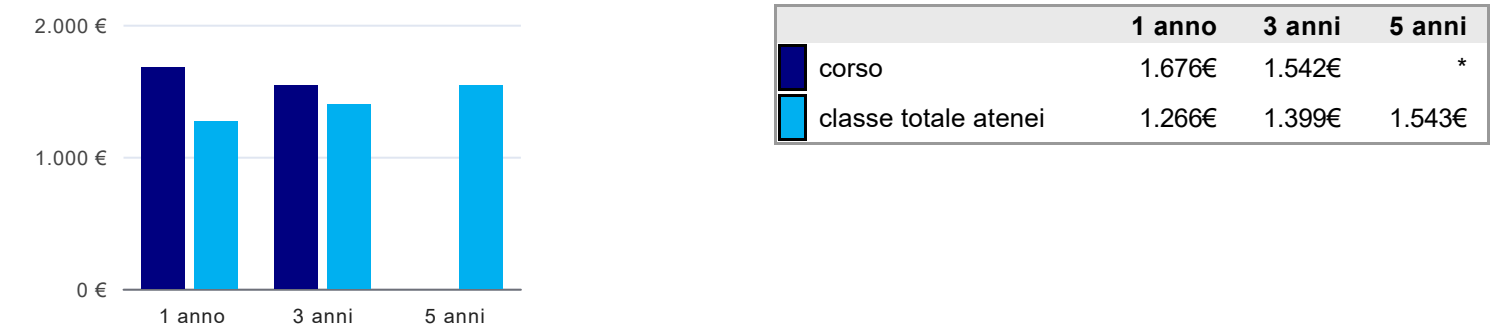 2.000 €
1.000 €
0 €
1 anno 3 anni 5 anni
1 anno 3 anni 5 anni
corso 1.676€ 1.542€ *
classe totale atenei 1.266€ 1.399€ 1.543€